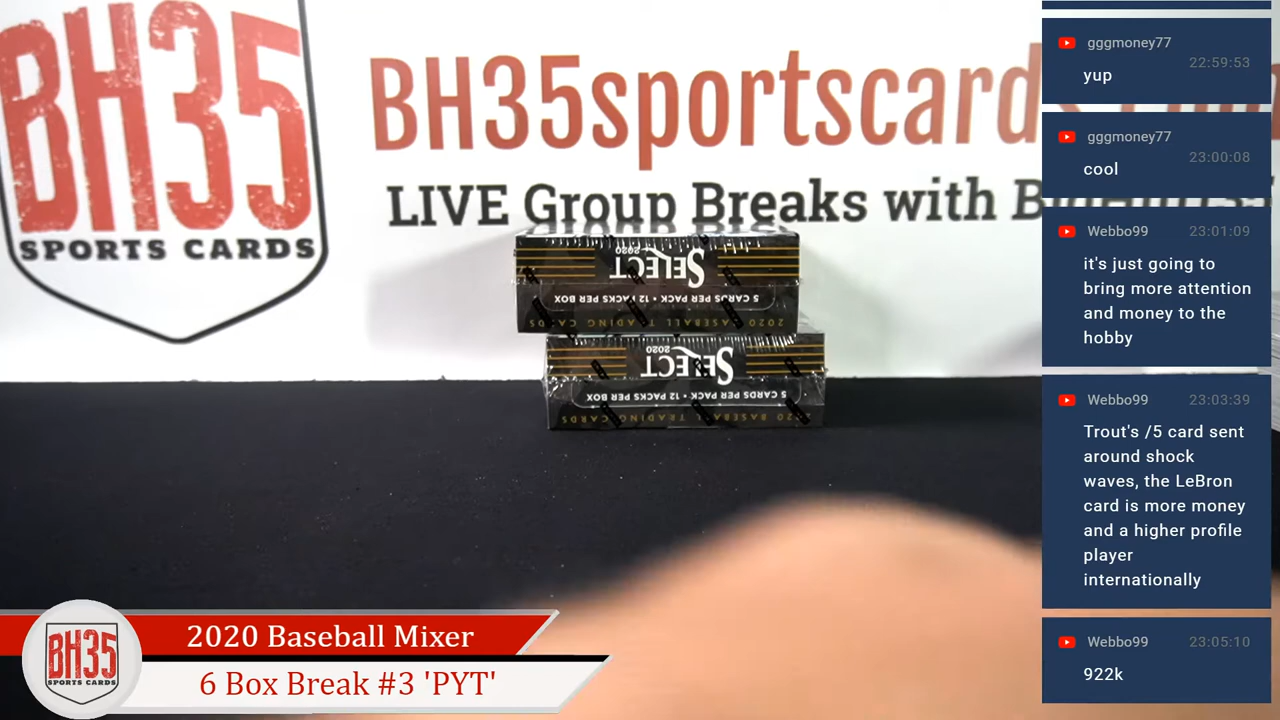 BH35
SPORTS CARDS
BH35sportscards
LIVE Group Breaks with
SELECT
2020
5 CARDS PER PACK • 12 PACKS PER BOX
2020 BASEBALL TRADING CARDS
SELECT
2020
5 CARDS PER PACK • 12 PACKS PER BOX
2020 BASEBALL TRADING CARDS
gggmoney77
22:59:53
yup
gggmoney77
23:00:08
cool
Webbo99 23:01:09
it's just going to
bring more attention
and money to the
hobby
Webbo99 23:03:39
Trout's /5 card sent
around shock
waves, the LeBron
card is more money
and a higher profile
player
internationally
Webbo99 23:05:10
922k
BH35
SPORTS CARDS
2020 Baseball Mixer
6 Box Break #3 'PYT'